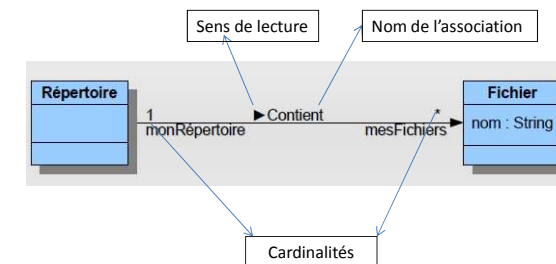 Sens de lecture
Nom de l'association
Répertoire
Fichier
1
►Contient
*
monRépertoire
mesFichiers
nom : String
Cardinalités